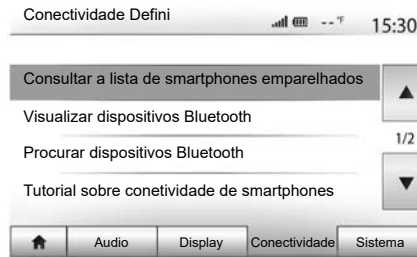 Conectividade Defini
-- °F
15:30
Consultar a lista de smartphones emparelhados
Visualizar dispositivos Bluetooth
1/2
Procurar dispositivos Bluetooth
Tutorial sobre conetividade de smartphones
Audio Display Conectividade Sistema